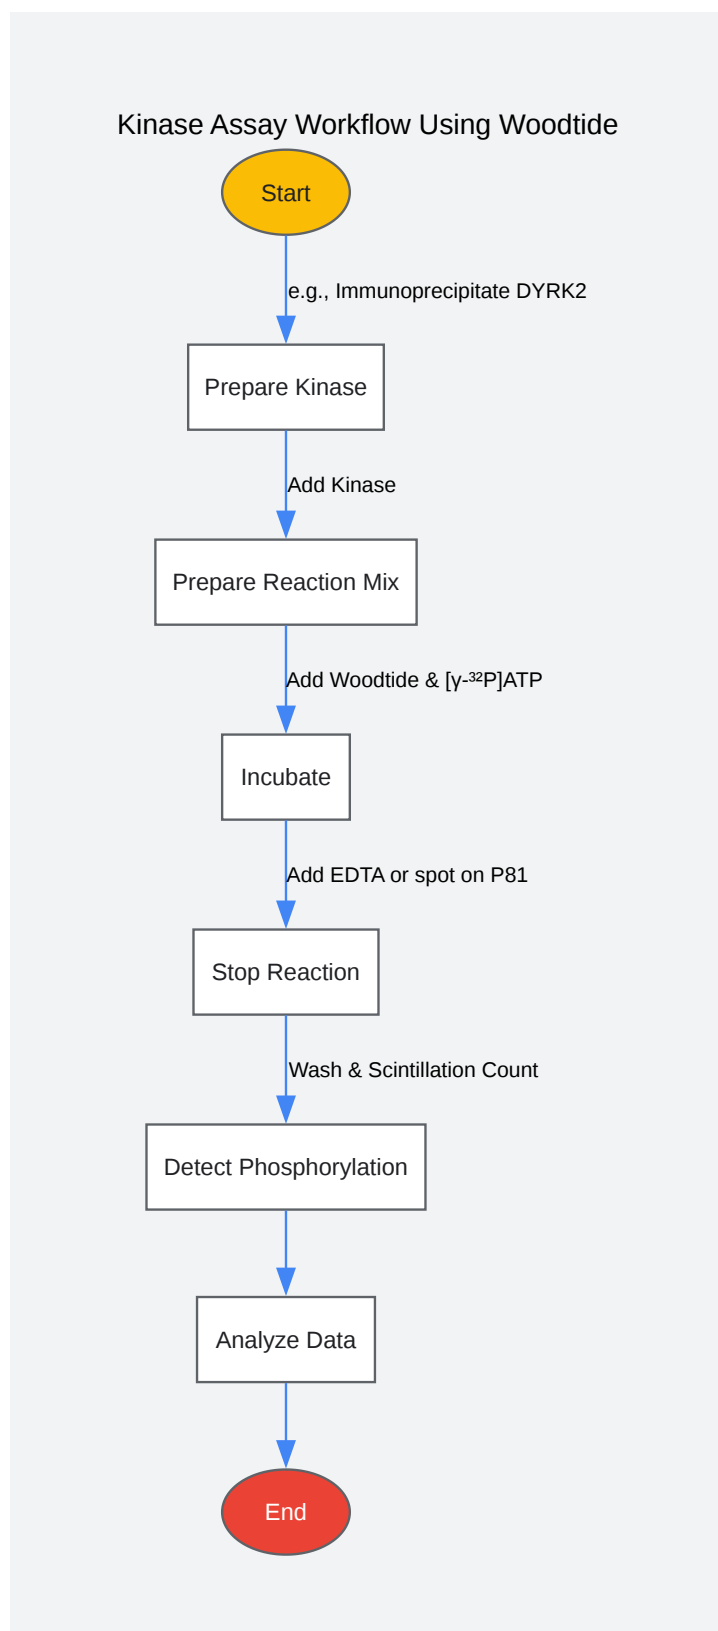 Kinase Assay Workflow Using Woodtide
Start
e.g., Immunoprecipitate DYRK2
Prepare Kinase
Add Kinase
Prepare Reaction Mix
Add Woodtide & [γ-³²P]ATP
Incubate
Add EDTA or spot on P81
Stop Reaction
Wash & Scintillation Count
Detect Phosphorylation
Analyze Data
End